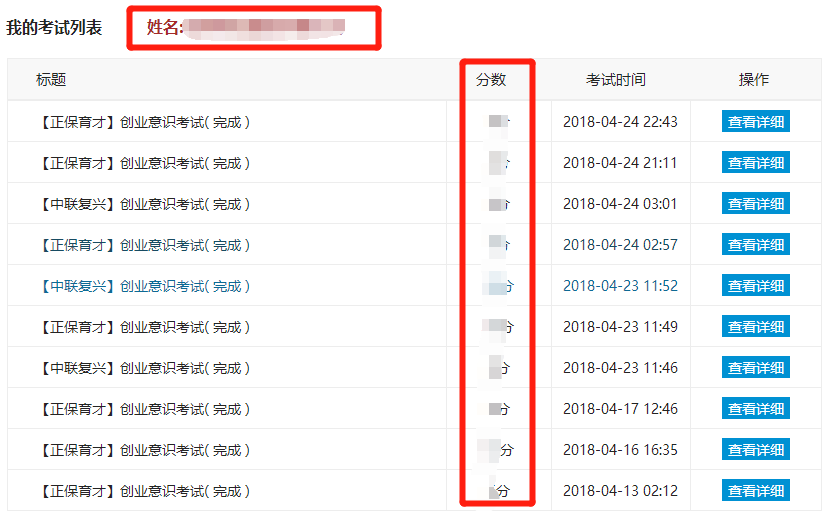 我的考试列表 姓名:
标题 分数 考试时间 操作
【正保育才】创业意识考试( 完成 ) 2018-04-24 22:43 查看详细
【正保育才】创业意识考试( 完成 ) 2018-04-24 21:11 查看详细
【中联复兴】创业意识考试( 完成 ) 2018-04-24 03:01 查看详细
【正保育才】创业意识考试( 完成 ) 2018-04-24 02:57 查看详细
【中联复兴】创业意识考试( 完成 ) 分 2018-04-23 11:52 查看详细
【正保育才】创业意识考试( 完成 ) 分 2018-04-23 11:49 查看详细
【中联复兴】创业意识考试( 完成 ) 分 2018-04-23 11:46 查看详细
【正保育才】创业意识考试( 完成 ) 分 2018-04-17 12:46 查看详细
【正保育才】创业意识考试( 完成 ) 分 2018-04-16 16:35 查看详细
【正保育才】创业意识考试( 完成 ) 分 2018-04-13 02:12 查看详细